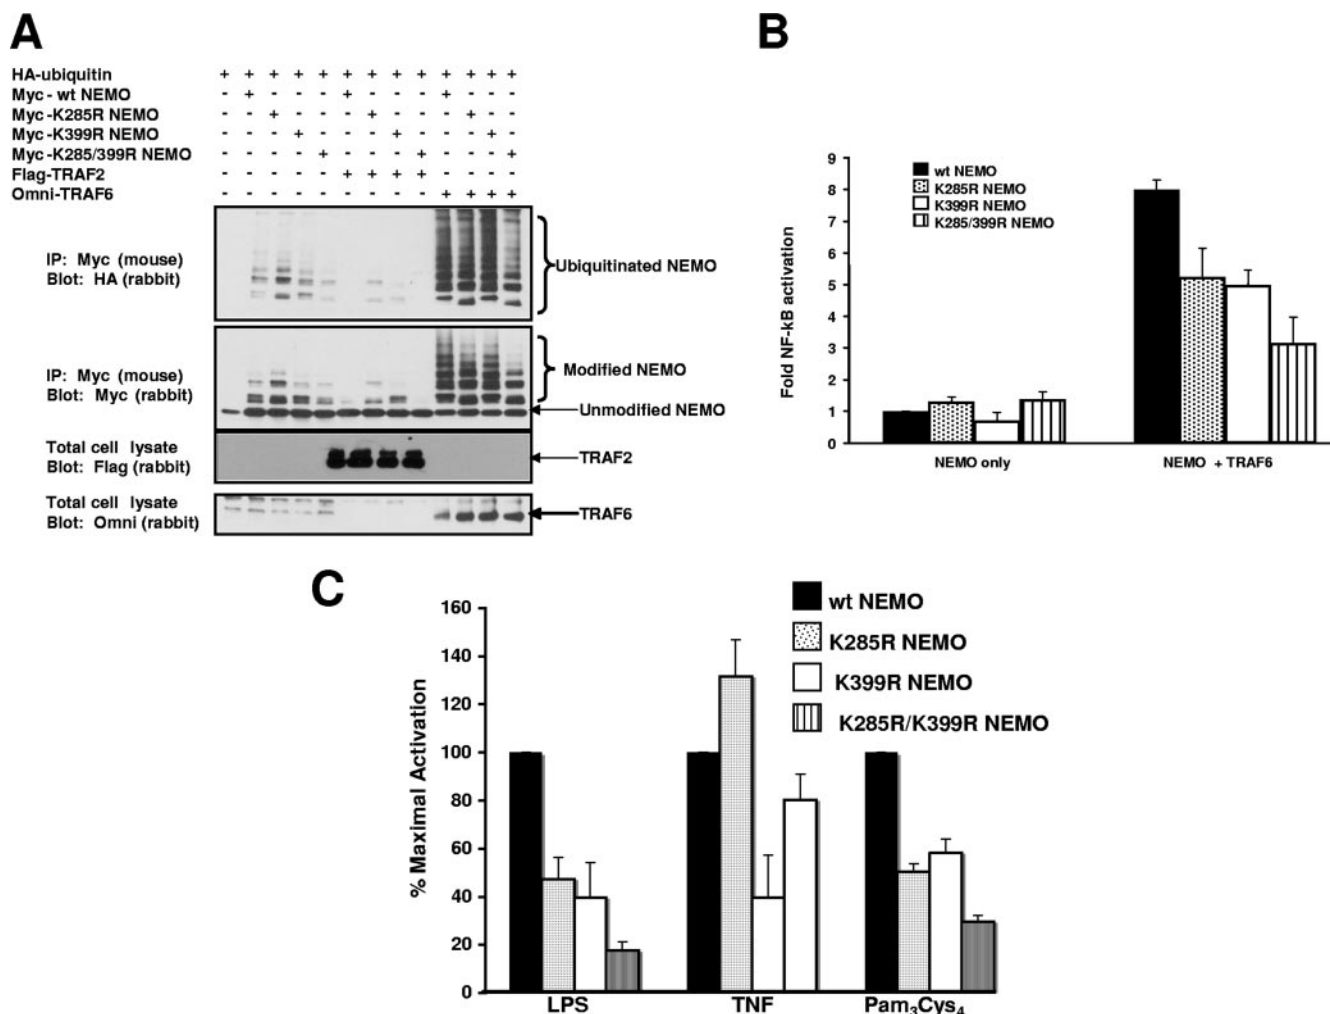 A
HA-ubiquitin + + + + + + + + + + + + +
Myc - wt NEMO - + - - - + - - - + - - -
Myc -K285R NEMO - - + - - - + - - - + - -
Myc -K399R NEMO - - - + - - - + - - - + -
Myc -K285/399R NEMO - - - - + - - - + - - - +
Flag-TRAF2 - - - - - + + + + - - - -
Omni-TRAF6 - - - - - - - - - + + + +
IP: Myc (mouse)
Blot: HA (rabbit)
Ubiquitinated NEMO
IP: Myc (mouse)
Blot: Myc (rabbit)
Modified NEMO
Unmodified NEMO
Total cell lysate
Blot: Flag (rabbit)
TRAF2
Total cell lysate
Blot: Omni (rabbit)
TRAF6
B
Fold NF-kB activation
9
8
7
6
5
4
3
2
1
0
wt NEMO
K285R NEMO
K399R NEMO
K285/399R NEMO
NEMO only
NEMO + TRAF6
C
% Maximal Activation
160
140
120
100
80
60
40
20
0
wt NEMO
K285R NEMO
K399R NEMO
K285R/K399R NEMO
LPS
TNF
Pam₃Cys₄